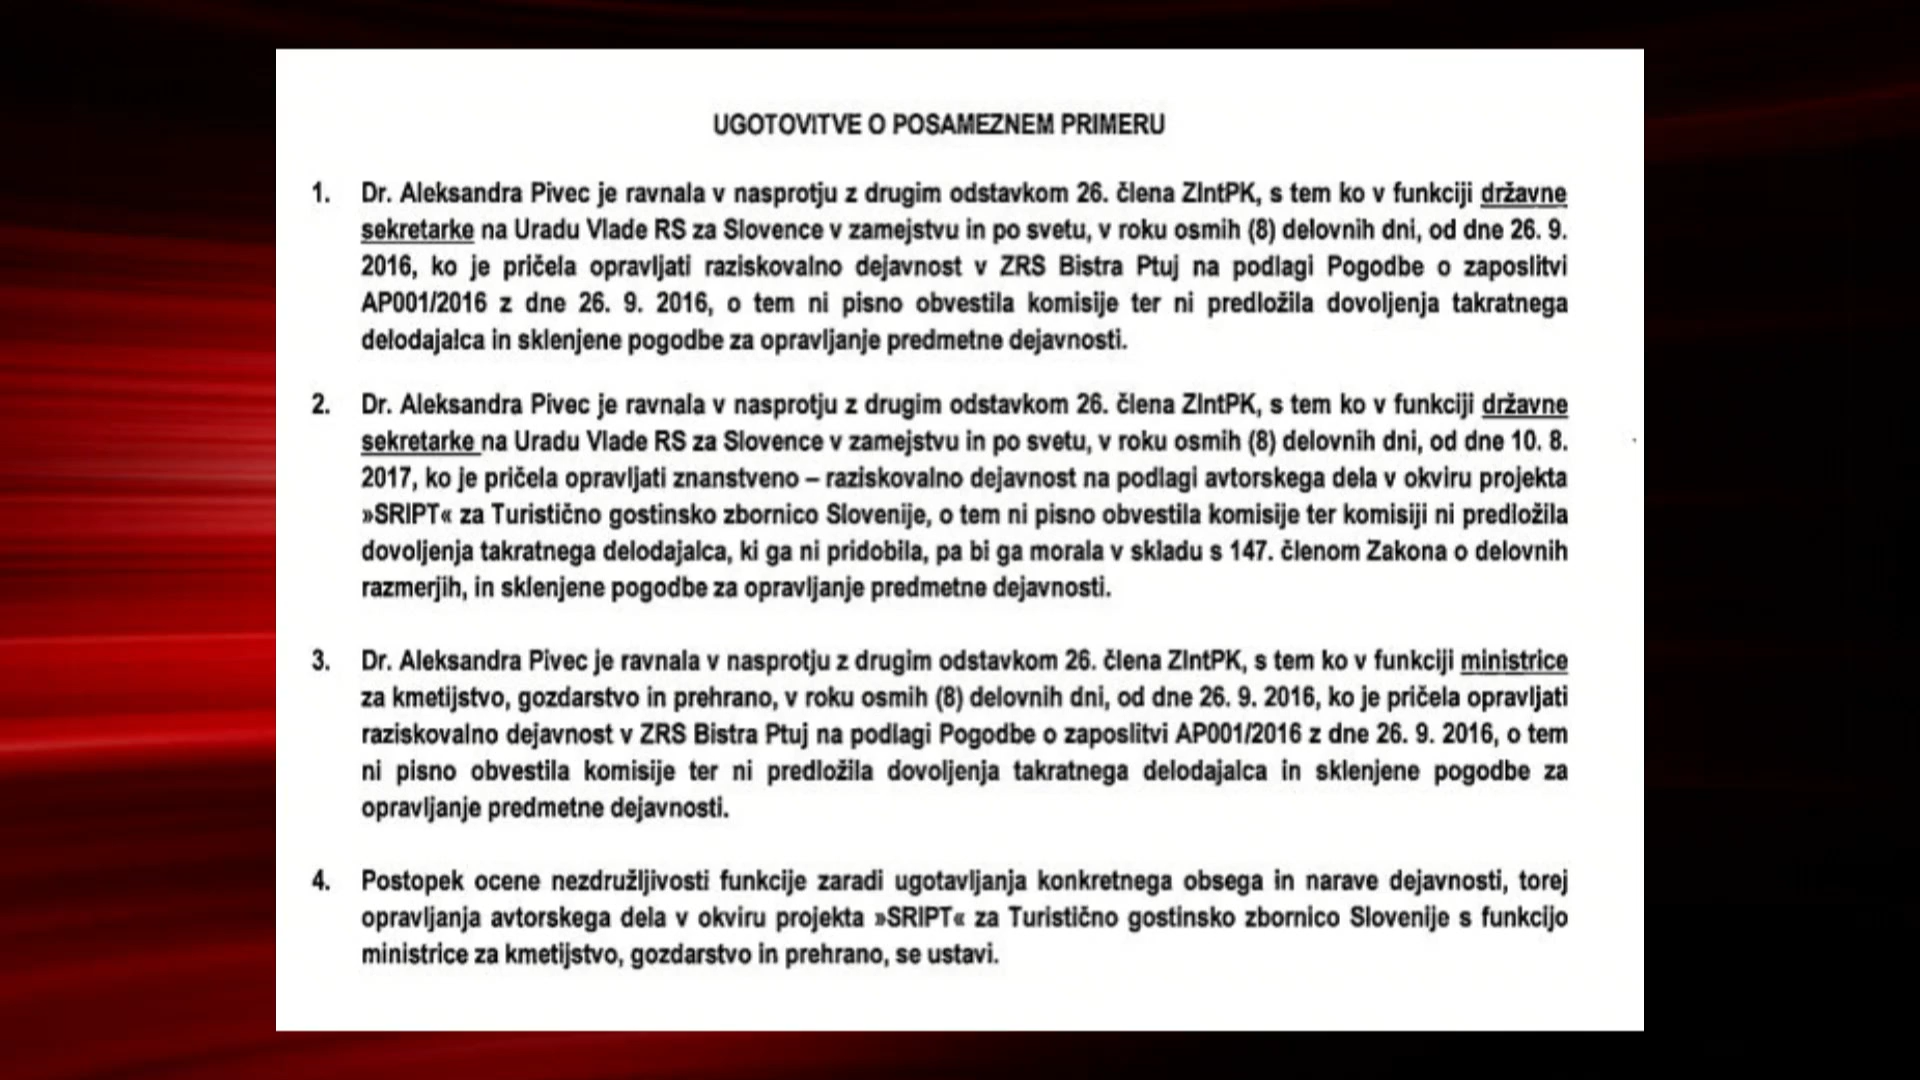 UGOTOVITVE O POSAMEZNEM PRIMERU
1. Dr. Aleksandra Pivec je ravnala v nasprotju z drugim odstavkom 26. člena ZIntPK, s tem ko v funkciji državne
sekretarke na Uradu Vlade RS za Slovence v zamejstvu in po svetu, v roku osmih (8) delovnih dni, od dne 26. 9.
2016, ko je pričela opravljati raziskovalno dejavnost v ZRS Bistra Ptuj na podlagi Pogodbe o zaposlitvi
AP001/2016 z dne 26. 9. 2016, o tem ni pisno obvestila komisije ter ni predložila dovoljenja takratnega
delodajalca in sklenjene pogodbe za opravljanje predmetne dejavnosti.
2. Dr. Aleksandra Pivec je ravnala v nasprotju z drugim odstavkom 26. člena ZIntPK, s tem ko v funkciji državne
sekretarke na Uradu Vlade RS za Slovence v zamejstvu in po svetu, v roku osmih (8) delovnih dni, od dne 10. 8.
2017, ko je pričela opravljati znanstveno – raziskovalno dejavnost na podlagi avtorskega dela v okviru projekta
»SRIPT« za Turistično gostinsko zbornico Slovenije, o tem ni pisno obvestila komisije ter komisiji ni predložila
dovoljenja takratnega delodajalca, ki ga ni pridobila, pa bi ga morala v skladu s 147. členom Zakona o delovnih
razmerjih, in sklenjene pogodbe za opravljanje predmetne dejavnosti.
3. Dr. Aleksandra Pivec je ravnala v nasprotju z drugim odstavkom 26. člena ZIntPK, s tem ko v funkciji ministrice
za kmetijstvo, gozdarstvo in prehrano, v roku osmih (8) delovnih dni, od dne 26. 9. 2016, ko je pričela opravljati
raziskovalno dejavnost v ZRS Bistra Ptuj na podlagi Pogodbe o zaposlitvi AP001/2016 z dne 26. 9. 2016, o tem
ni pisno obvestila komisije ter ni predložila dovoljenja takratnega delodajalca in sklenjene pogodbe za
opravljanje predmetne dejavnosti.
4. Postopek ocene nezdružljivosti funkcije zaradi ugotavljanja konkretnega obsega in narave dejavnosti, torej
opravljanja avtorskega dela v okviru projekta »SRIPT« za Turistično gostinsko zbornico Slovenije s funkcijo
ministrice za kmetijstvo, gozdarstvo in prehrano, se ustavi.